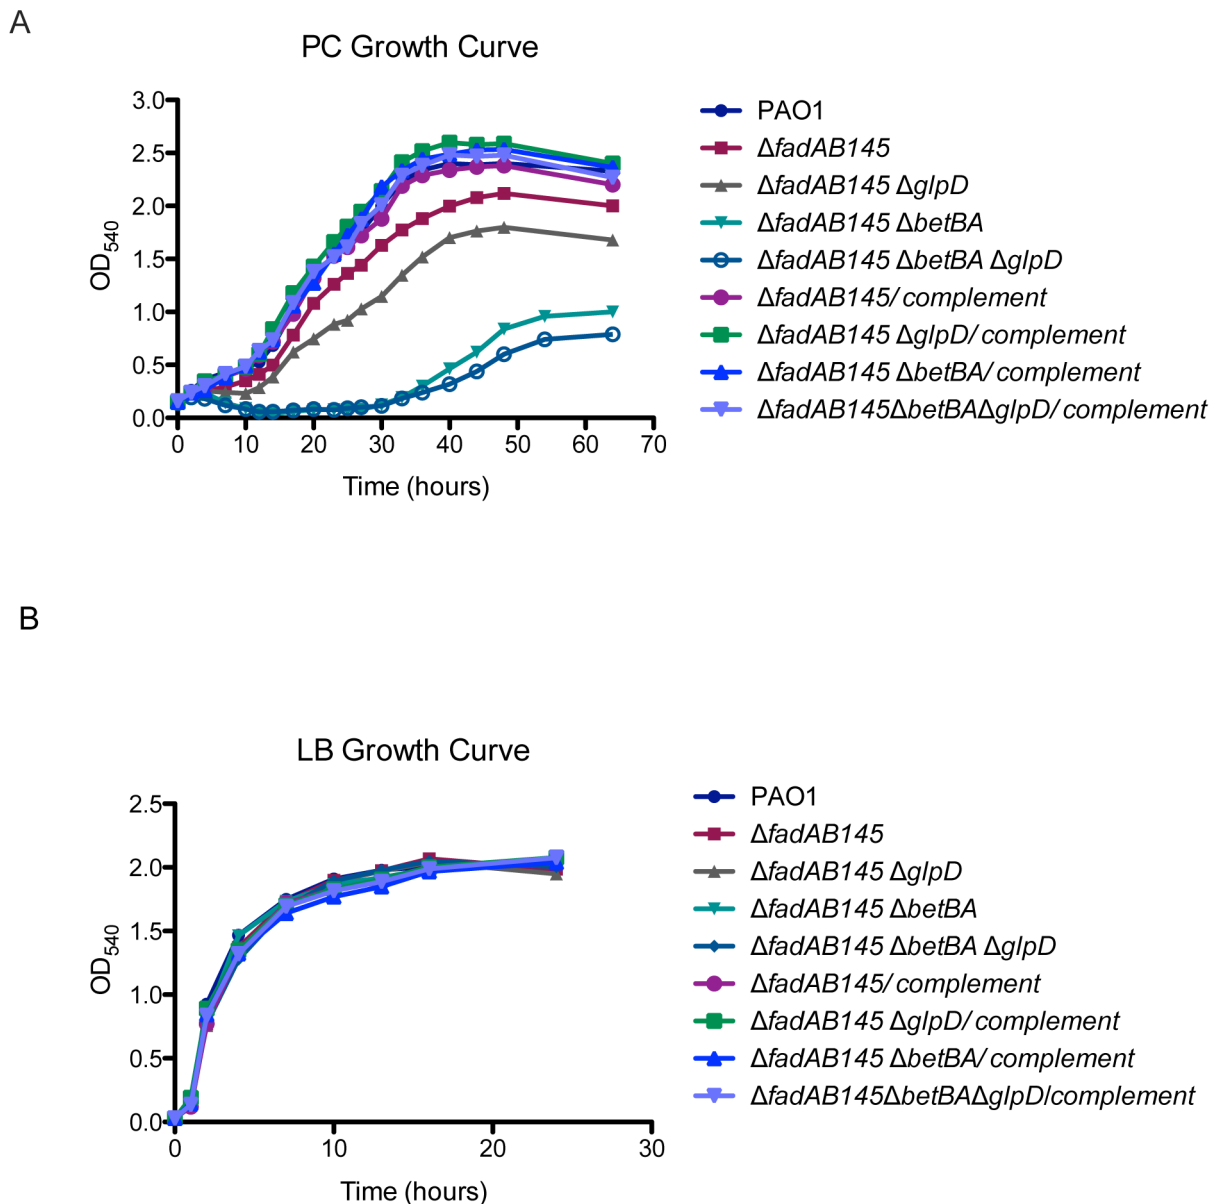 A
PC Growth Curve
3.0
2.5
2.0
1.5
1.0
0.5
0.0
OD540
0 10 20 30 40 50 60 70
Time (hours)
PAO1
ΔfadAB145
ΔfadAB145 ΔglpD
ΔfadAB145 ΔbetBA
ΔfadAB145 ΔbetBA ΔglpD
ΔfadAB145/ complement
ΔfadAB145 ΔglpD/ complement
ΔfadAB145 ΔbetBA/ complement
ΔfadAB145ΔbetBAΔglpD/ complement
B
LB Growth Curve
2.5
2.0
1.5
1.0
0.5
0.0
OD540
0 10 20 30
Time (hours)
PAO1
ΔfadAB145
ΔfadAB145 ΔglpD
ΔfadAB145 ΔbetBA
ΔfadAB145 ΔbetBA ΔglpD
ΔfadAB145/ complement
ΔfadAB145 ΔglpD/ complement
ΔfadAB145 ΔbetBA/ complement
ΔfadAB145ΔbetBAΔglpD/complement